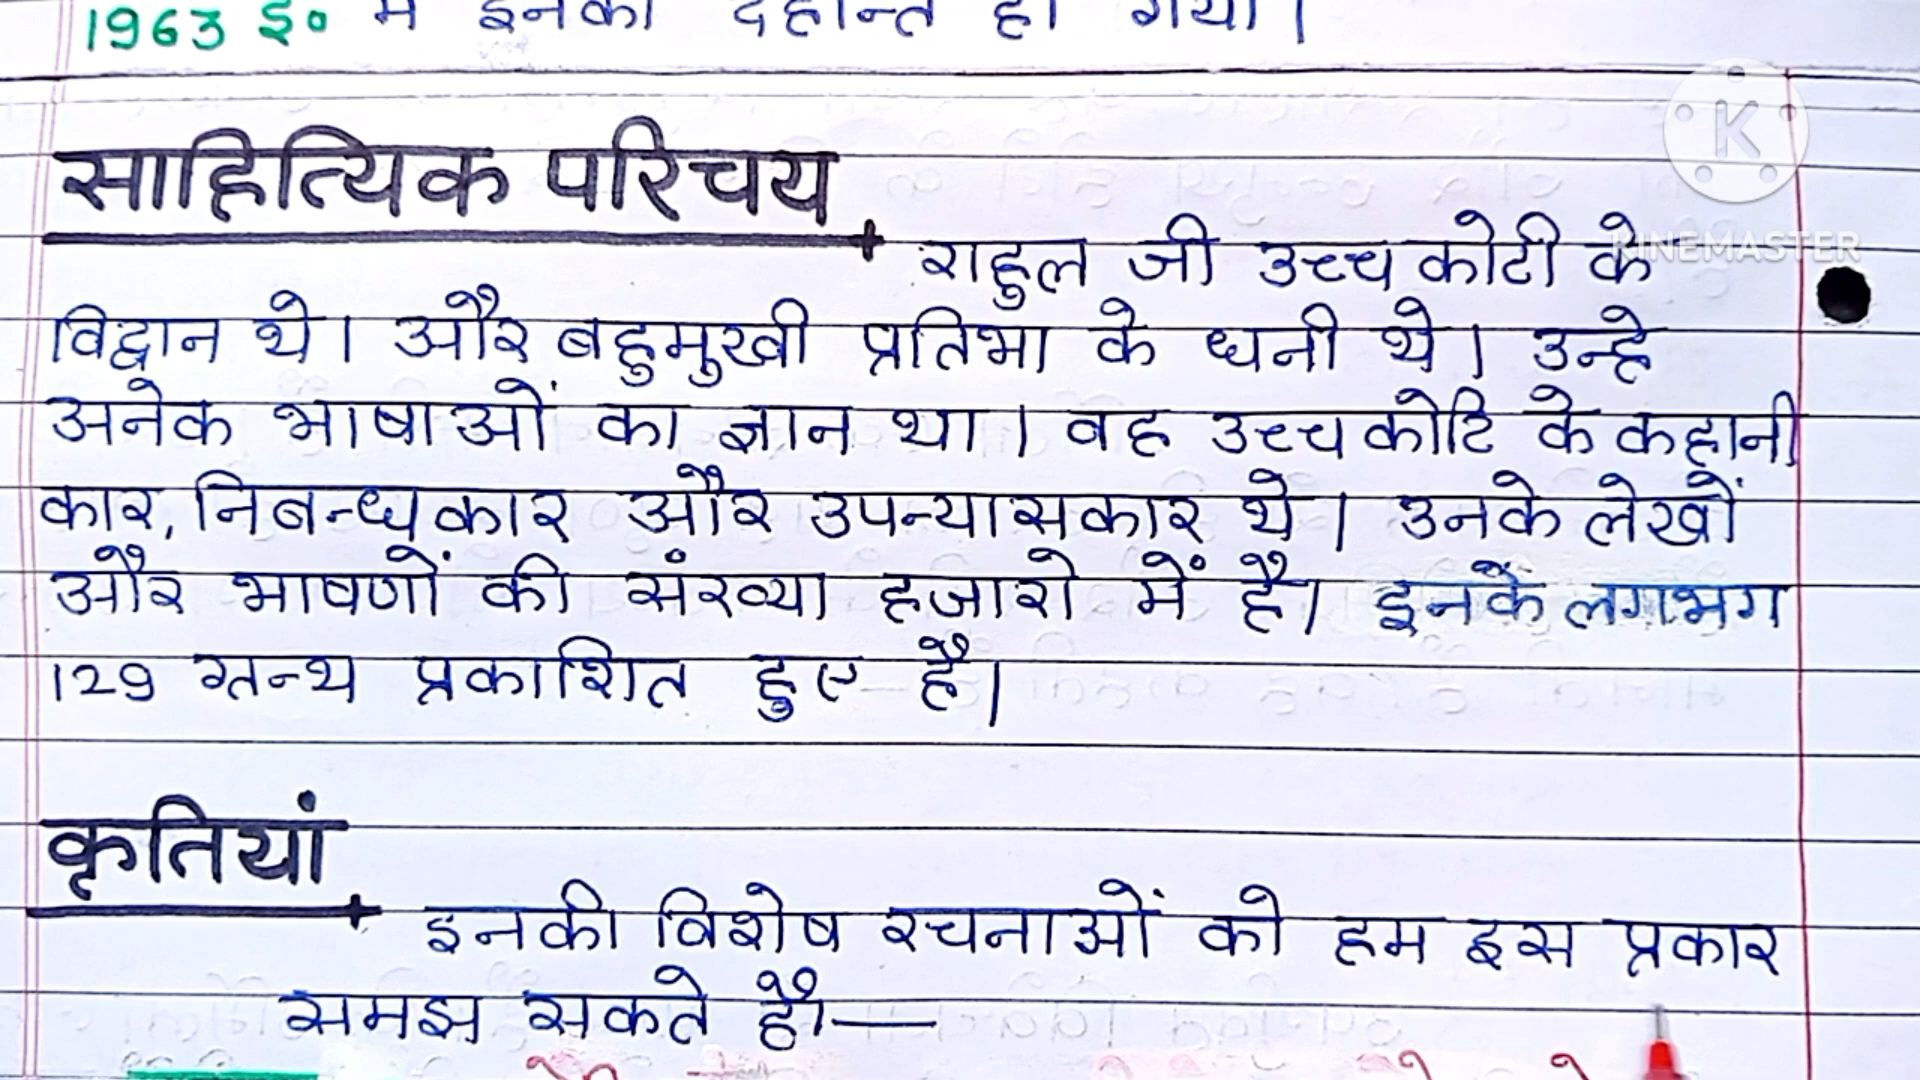 1963 ई० में इनका देहान्त हो गया।
साहित्यिक परिचय
K
KINEMASTER
राहुल जी उच्च कोटी के
विद्वान थे। और बहुमुखी प्रतिभा के धनी थे। उन्हे
अनेक भाषाओं का ज्ञान था। वह उच्च कोटि के कहानी
कार, निबन्धकार और उपन्यासकार थे। उनके लेखों
और भाषणों की संख्या हजारो में है। इनके लगभग
129 ग्रन्थ प्रकाशित हुए है।
कृतियां
इनकी विशेष रचनाओं को हम इस प्रकार
समझ सकते है—